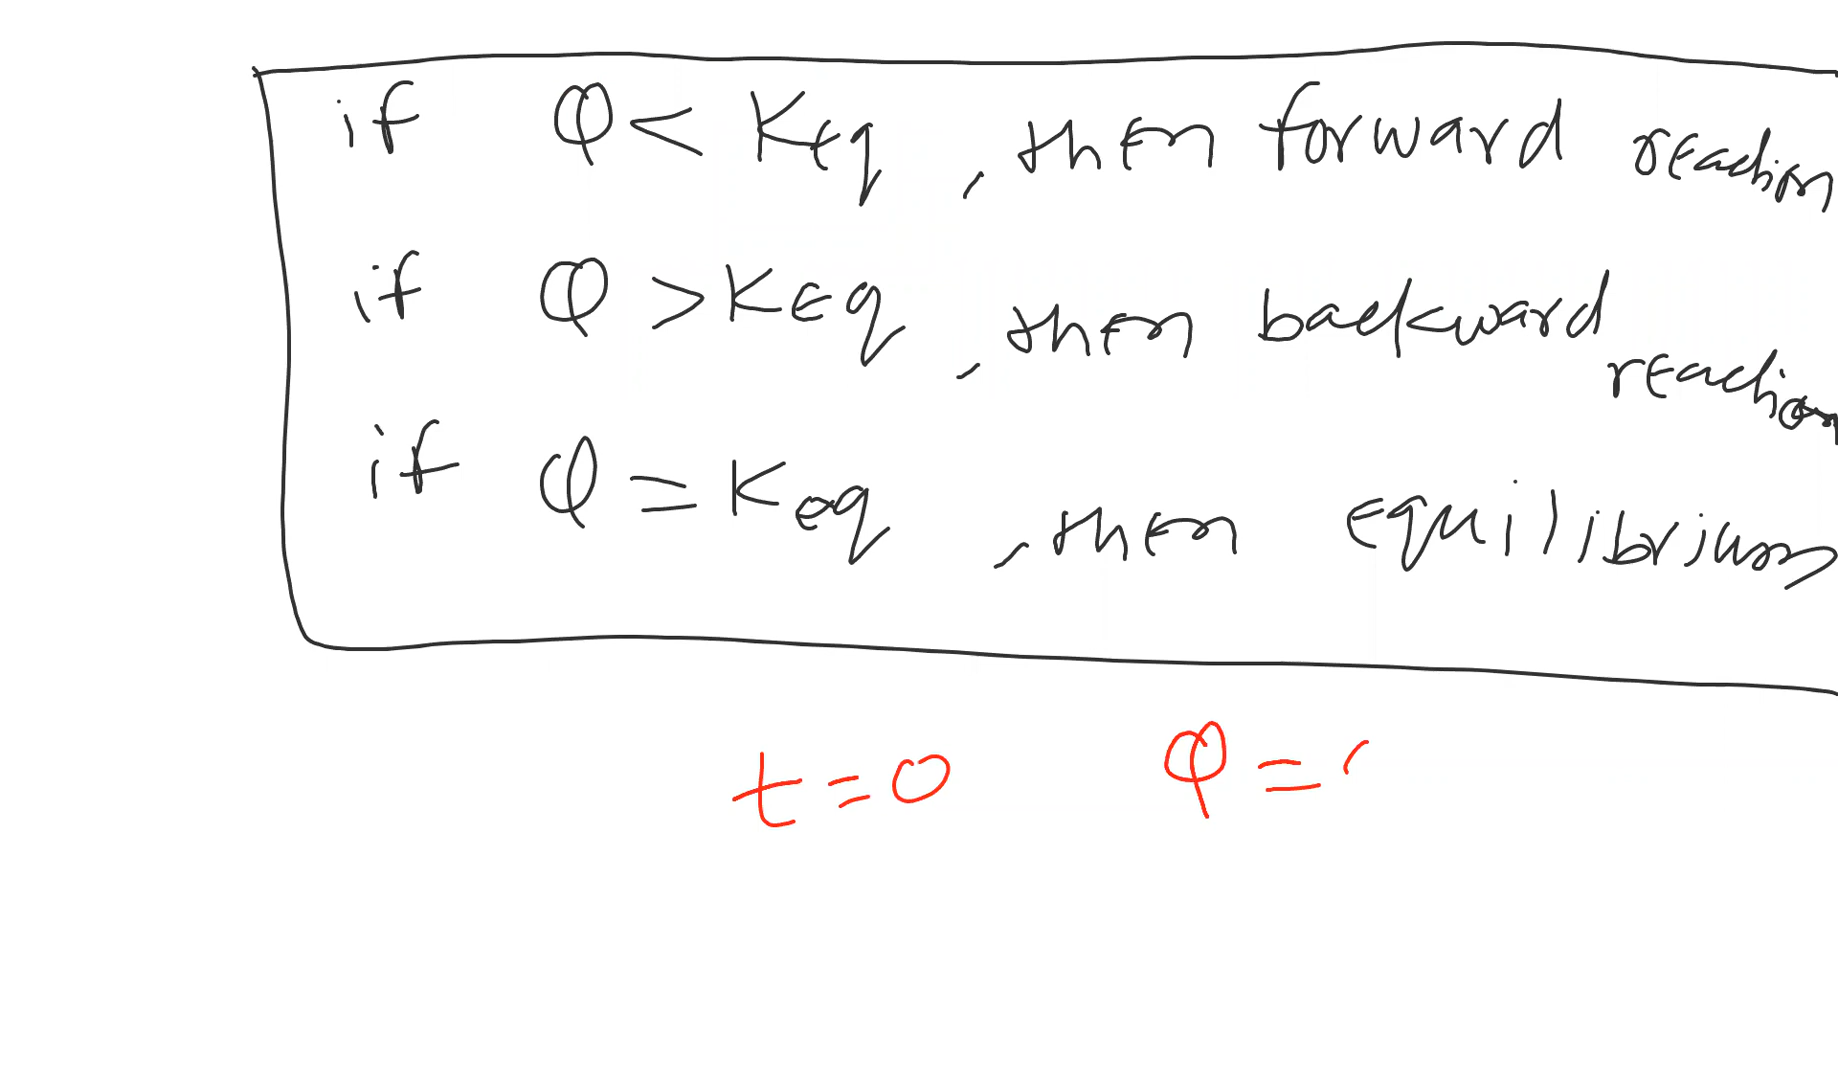 if Q < Keq , then forward reaction
if Q > Keq , then backward
reaction
if Q = Keq , then equilibrium
t = 0 Q =